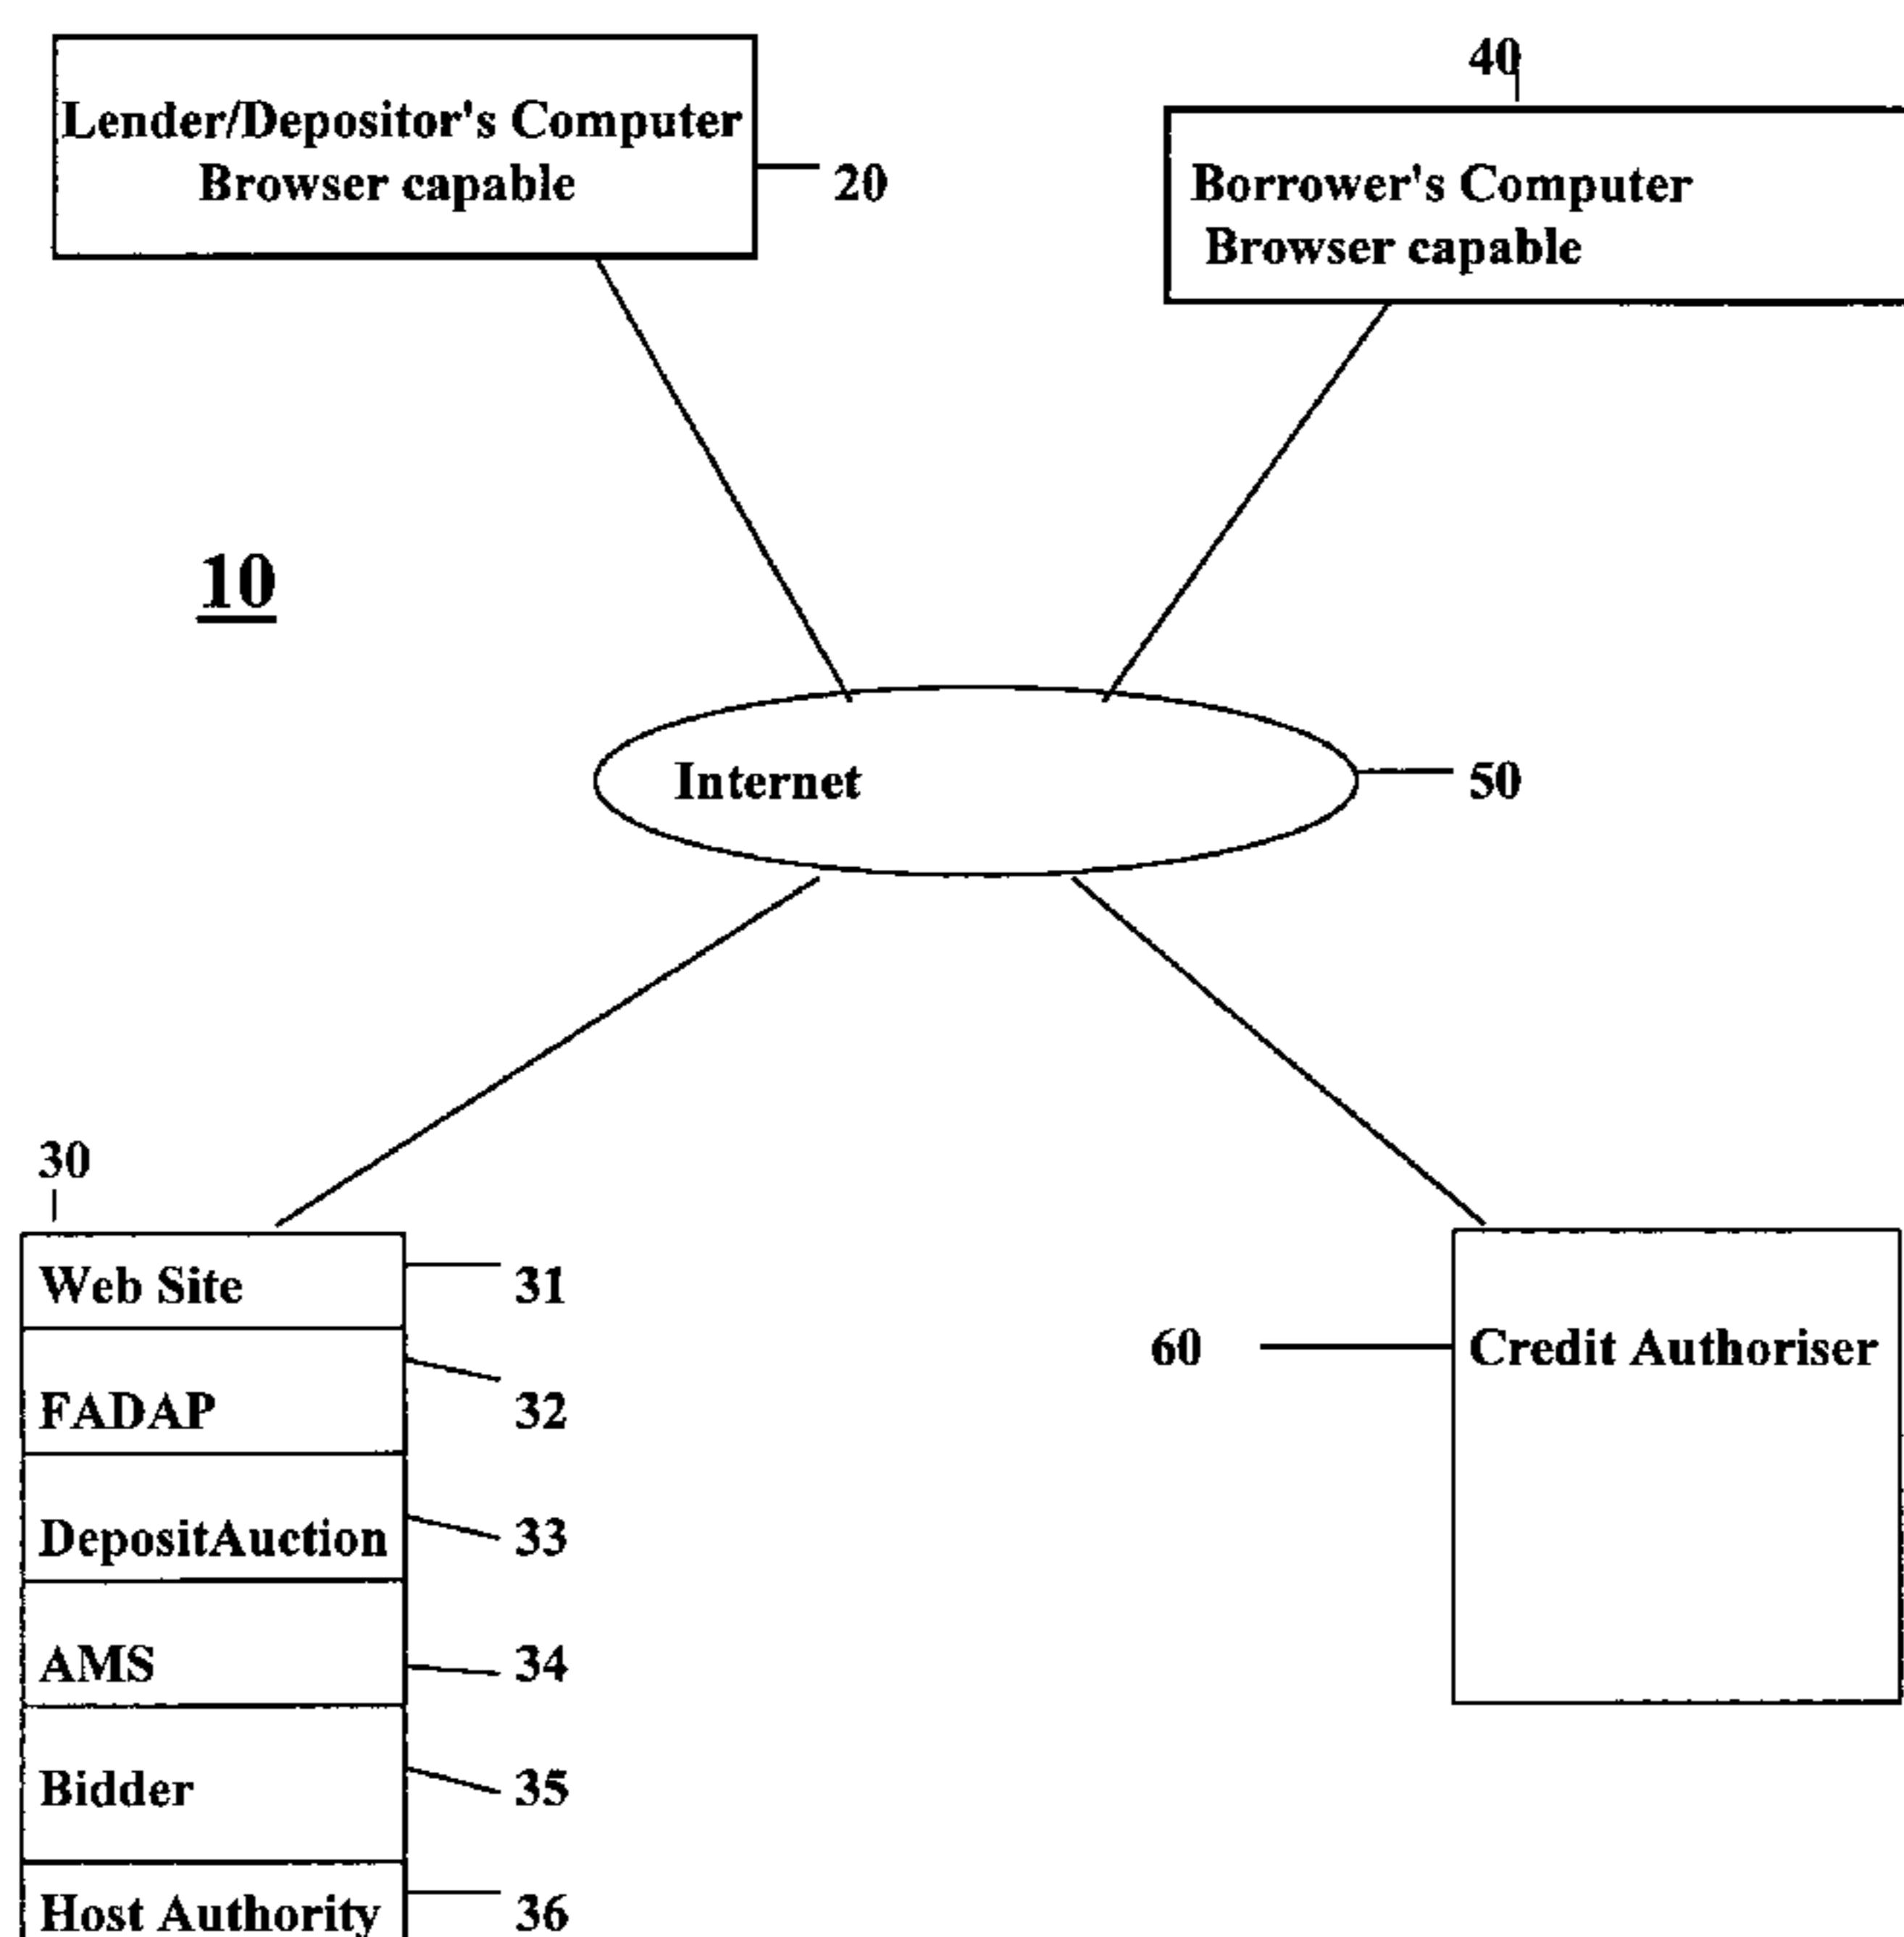 40
Lender/Depositor's Computer
Browser capable
20
Borrower's Computer
Browser capable
10
Internet
50
30
Web Site
31
FADAP
32
DepositAuction
33
AMS
34
Bidder
35
Host Authority
36
60
Credit Authoriser